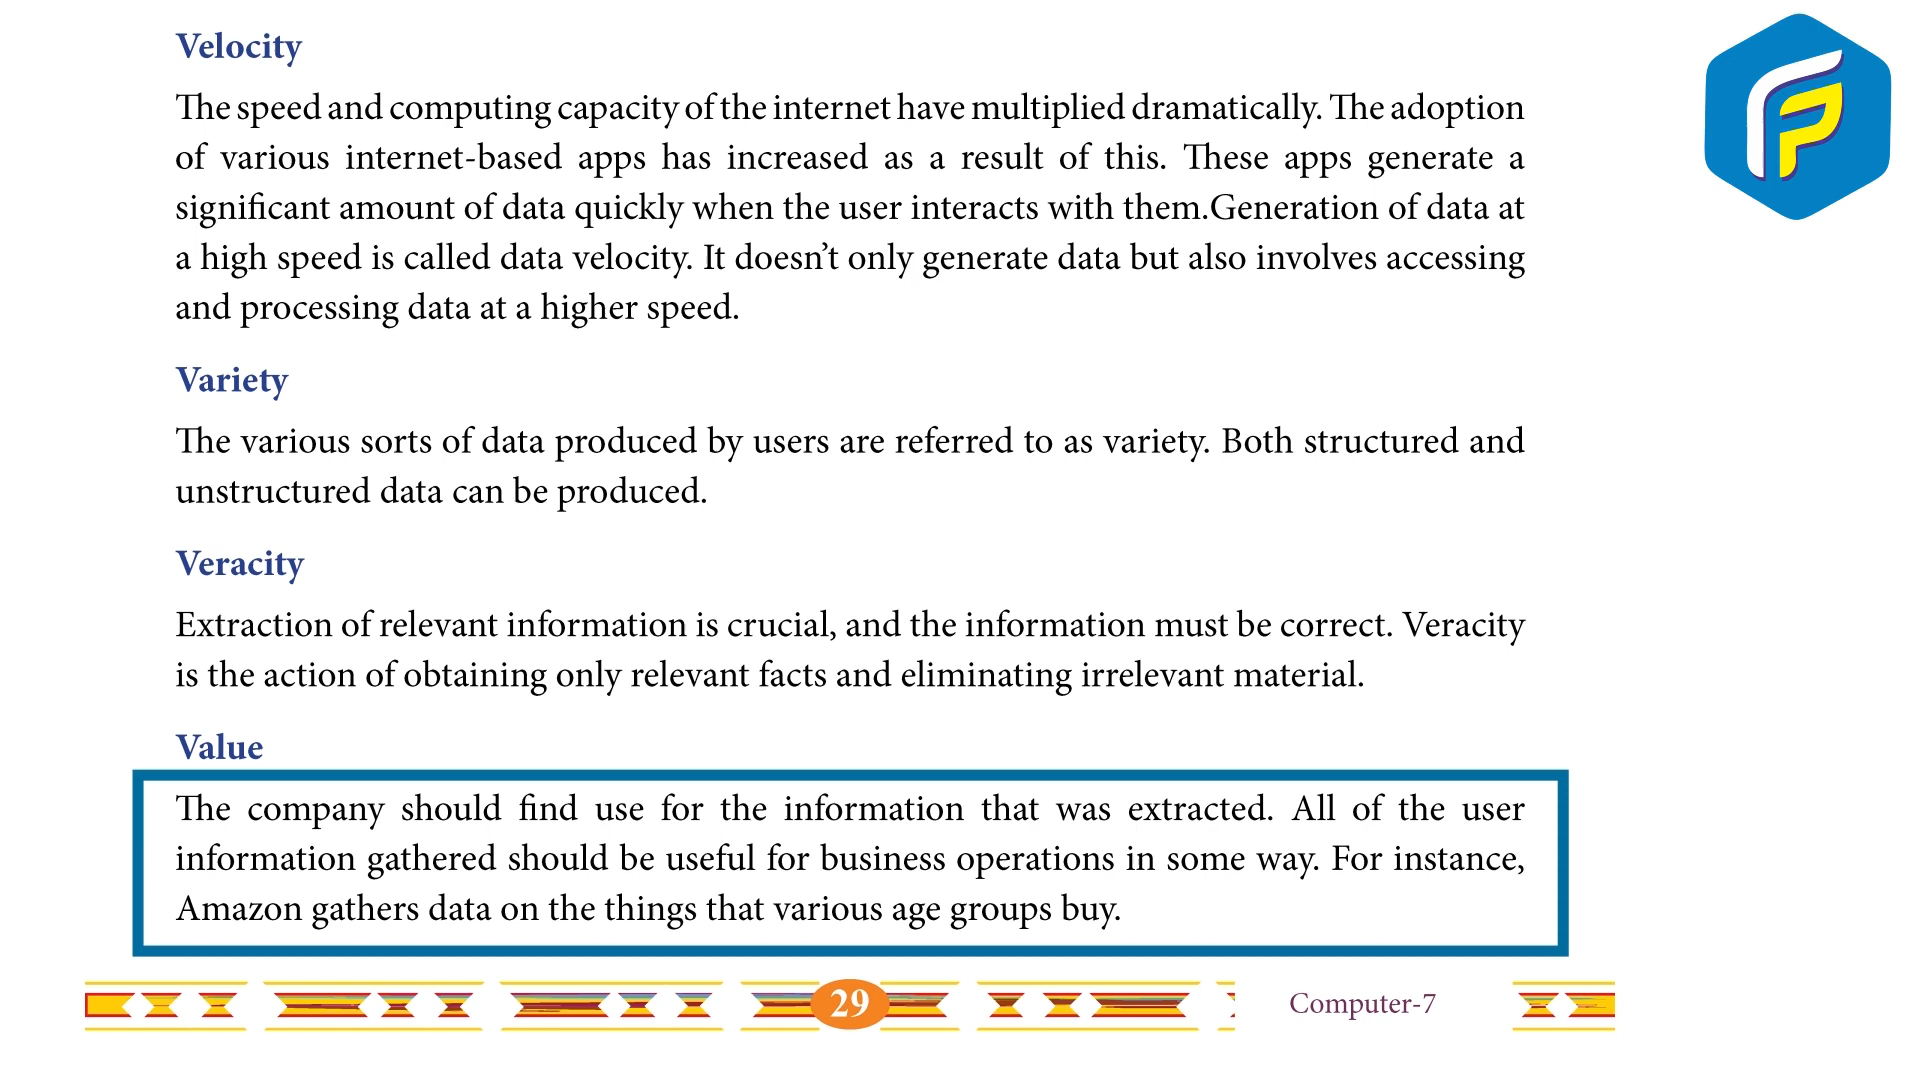 Velocity
The speed and computing capacity of the internet have multiplied dramatically. The adoption
of various internet-based apps has increased as a result of this. These apps generate a
significant amount of data quickly when the user interacts with them.Generation of data at
a high speed is called data velocity. It doesn’t only generate data but also involves accessing
and processing data at a higher speed.
Variety
The various sorts of data produced by users are referred to as variety. Both structured and
unstructured data can be produced.
Veracity
Extraction of relevant information is crucial, and the information must be correct. Veracity
is the action of obtaining only relevant facts and eliminating irrelevant material.
Value
The company should find use for the information that was extracted. All of the user
information gathered should be useful for business operations in some way. For instance,
Amazon gathers data on the things that various age groups buy.
29
Computer-7